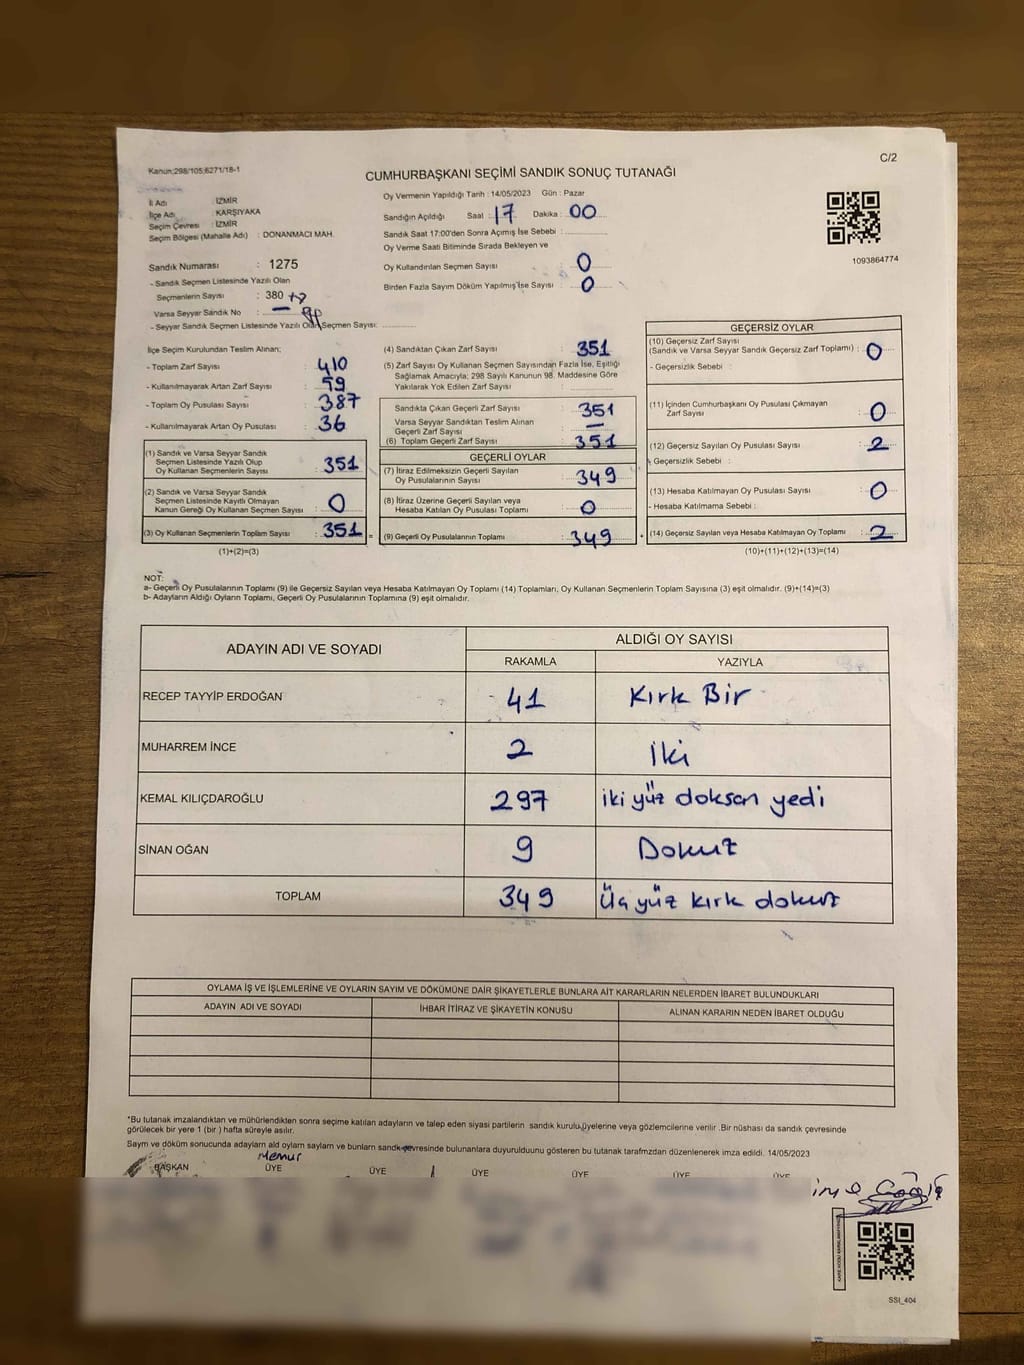 Kanun:298/105;6271/18-1
C/2
CUMHURBAŞKANI SEÇİMİ SANDIK SONUÇ TUTANAĞI
İl Adı : İZMİR
İlçe Adı : KARŞIYAKA
Seçim Çevresi : İZMİR
Seçim Bölgesi (Mahalle Adı) : DONANMACI MAH.
Oy Vermenin Yapıldığı Tarih : 14/05/2023 Gün : Pazar
Sandığın Açıldığı Saat : 17 Dakika : 00
Sandık Saat 17:00'den Sonra Açımış İse Sebebi :
Oy Verme Saati Bitiminde Sırada Bekleyen ve
Oy Kullandırılan Seçmen Sayısı : 0
Birden Fazla Sayım Döküm Yapılmış İse Sayısı : 0
1093864774
Sandık Numarası : 1275
- Sandık Seçmen Listesinde Yazılı Olan
Seçmenlerin Sayısı : 380 +7
Varsa Seyyar Sandık No : —
- Seyyar Sandık Seçmen Listesinde Yazılı Olan Seçmen Sayısı:
İlçe Seçim Kurulundan Teslim Alınan;
- Toplam Zarf Sayısı : 410
- Kullanılmayarak Artan Zarf Sayısı : 59
- Toplam Oy Pusulası Sayısı : 387
- Kullanılmayarak Artan Oy Pusulası : 36
(1) Sandık ve Varsa Seyyar Sandık
Seçmen Listesinde Yazılı Olup
Oy Kullanan Seçmenlerin Sayısı : 351
(2) Sandık ve Varsa Seyyar Sandık
Seçmen Listesinde Kayıtlı Olmayan
Kanun Gereği Oy Kullanan Seçmen Sayısı : 0
(3) Oy Kullanan Seçmenlerin Toplam Sayısı : 351 =
(1)+(2)=(3)
(4) Sandıktan Çıkan Zarf Sayısı : 351
(5) Zarf Sayısı Oy Kullanan Seçmen Sayısından Fazla İse, Eşitliği
Sağlamak Amacıyla; 298 Sayılı Kanunun 98. Maddesine Göre
Yakılarak Yok Edilen Zarf Sayısı :
Sandıkta Çıkan Geçerli Zarf Sayısı : 351
Varsa Seyyar Sandıktan Teslim Alınan
Geçerli Zarf Sayısı : —
(6) Toplam Geçerli Zarf Sayısı : 351
GEÇERLİ OYLAR
(7) İtiraz Edilmeksizin Geçerli Sayılan
Oy Pusulalarının Sayısı : 349
(8) İtiraz Üzerine Geçerli Sayılan veya
Hesaba Katılan Oy Pusulası Toplamı : 0
(9) Geçerli Oy Pusulalarının Toplamı : 349
GEÇERSİZ OYLAR
(10) Geçersiz Zarf Sayısı
(Sandık ve Varsa Seyyar Sandık Geçersiz Zarf Toplamı) : 0
- Geçersizlik Sebebi :
(11) İçinden Cumhurbaşkanı Oy Pusulası Çıkmayan
Zarf Sayısı : 0
(12) Geçersiz Sayılan Oy Pusulası Sayısı : 2
- Geçersizlik Sebebi :
(13) Hesaba Katılmayan Oy Pusulası Sayısı : 0
- Hesaba Katılmama Sebebi :
(14) Geçersiz Sayılan veya Hesaba Katılmayan Oy Toplamı : 2
(10)+(11)+(12)+(13)=(14)
NOT:
a- Geçerli Oy Pusulalarının Toplamı (9) ile Geçersiz Sayılan veya Hesaba Katılmayan Oy Toplamı (14) Toplamları, Oy Kullanan Seçmenlerin Toplam Sayısına (3) eşit olmalıdır. (9)+(14)=(3)
b- Adayların Aldığı Oyların Toplamı, Geçerli Oy Pusulalarının Toplamına (9) eşit olmalıdır.
ADAYIN ADI VE SOYADI ALDIĞI OY SAYISI
RAKAMLA YAZIYLA
RECEP TAYYİP ERDOĞAN 41 Kırk Bir
MUHARREM İNCE 2 İki
KEMAL KILIÇDAROĞLU 297 iki yüz doksan yedi
SİNAN OĞAN 9 Dokuz
TOPLAM 349 Üç yüz kırk dokuz
OYLAMA İŞ VE İŞLEMLERİNE VE OYLARIN SAYIM VE DÖKÜMÜNE DAİR ŞİKAYETLERLE BUNLARA AİT KARARLARIN NELERDEN İBARET BULUNDUKLARI
ADAYIN ADI VE SOYADI İHBAR İTİRAZ VE ŞİKAYETİN KONUSU ALINAN KARARIN NEDEN İBARET OLDUĞU
*Bu tutanak imzalandıktan ve mühürlendikten sonra seçime katılan adayların ve talep eden siyasi partilerin sandık kurulu üyelerine veya gözlemcilerine verilir .Bir nüshası da sandık çevresinde
görülecek bir yere 1 (bir ) hafta süreyle asılır.
Sayım ve döküm sonucunda adayların ald oyların sayları ve bunların sandk çevresinde bulunanlara duyuruldduunu gösteren bu tutanak tarafmzdan düzenlenerek imza edildi. 14/05/2023
Memur
BAŞKAN ÜYE ÜYE ÜYE ÜYE ÜYE ÜYE
SSI_404